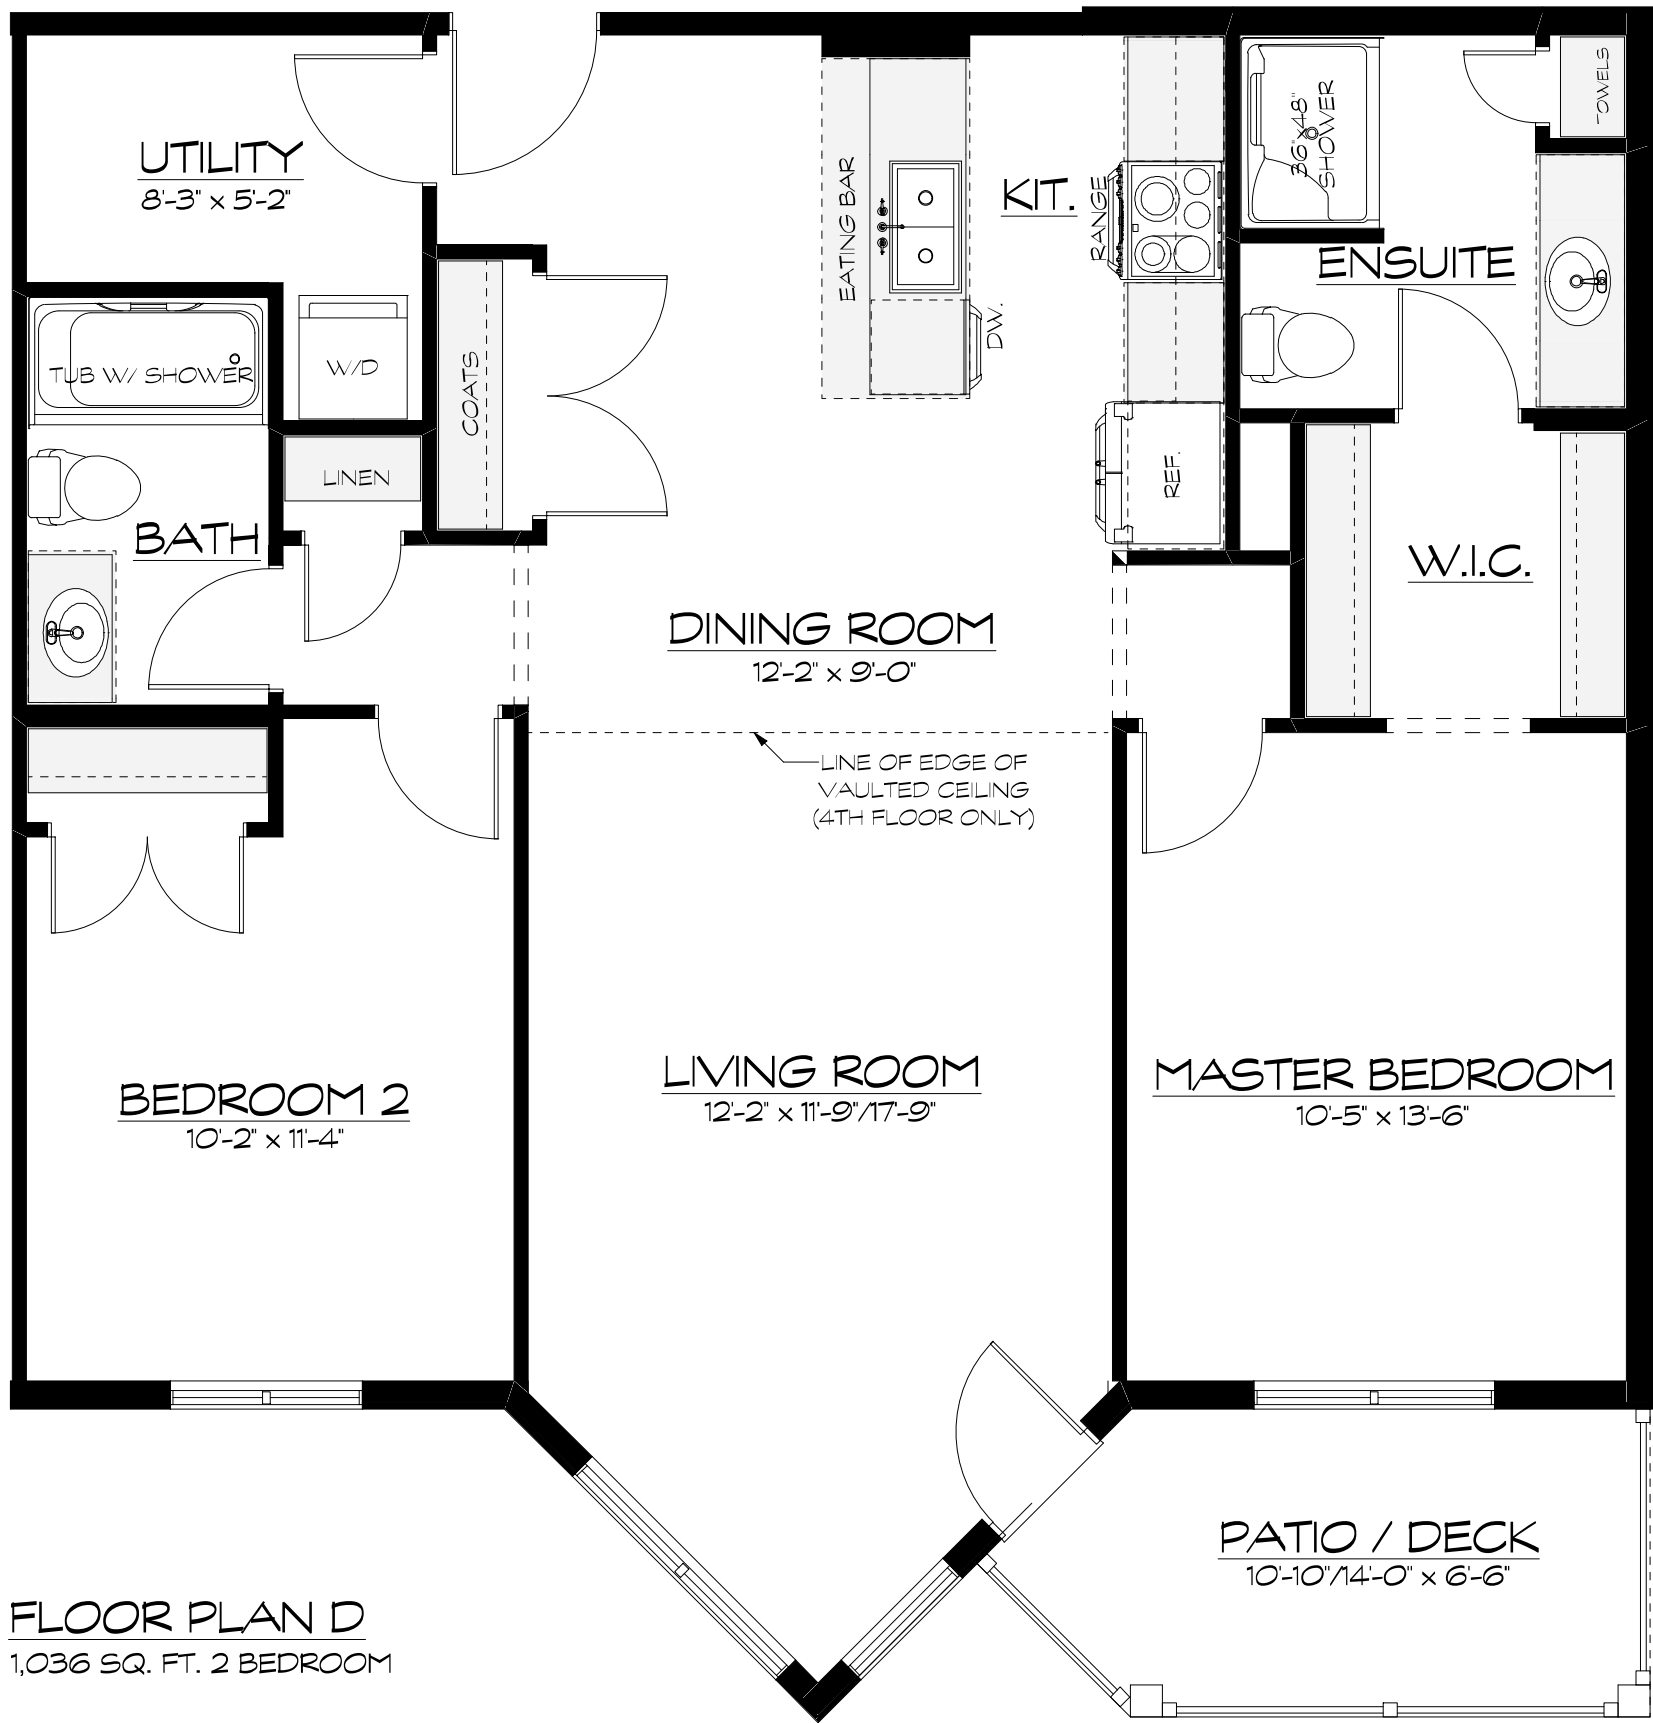 UTILITY
8'-3" x 5'-2"
EATING BAR
KIT.
RANGE
36"x48"
SHOWER
TOWELS
ENSUITE
DW.
TUB W/ SHOWER
W/D
COATS
LINEN
REF.
BATH
W.I.C.
DINING ROOM
12'-2" x 9'-0"
LINE OF EDGE OF
VAULTED CEILING
(4TH FLOOR ONLY)
BEDROOM 2
10'-2" x 11'-4"
LIVING ROOM
12'-2" x 11'-9"/17'-9"
MASTER BEDROOM
10'-5" x 13'-6"
PATIO / DECK
10'-10"/14'-0" x 6'-6"
FLOOR PLAN D
1,036 SQ. FT. 2 BEDROOM